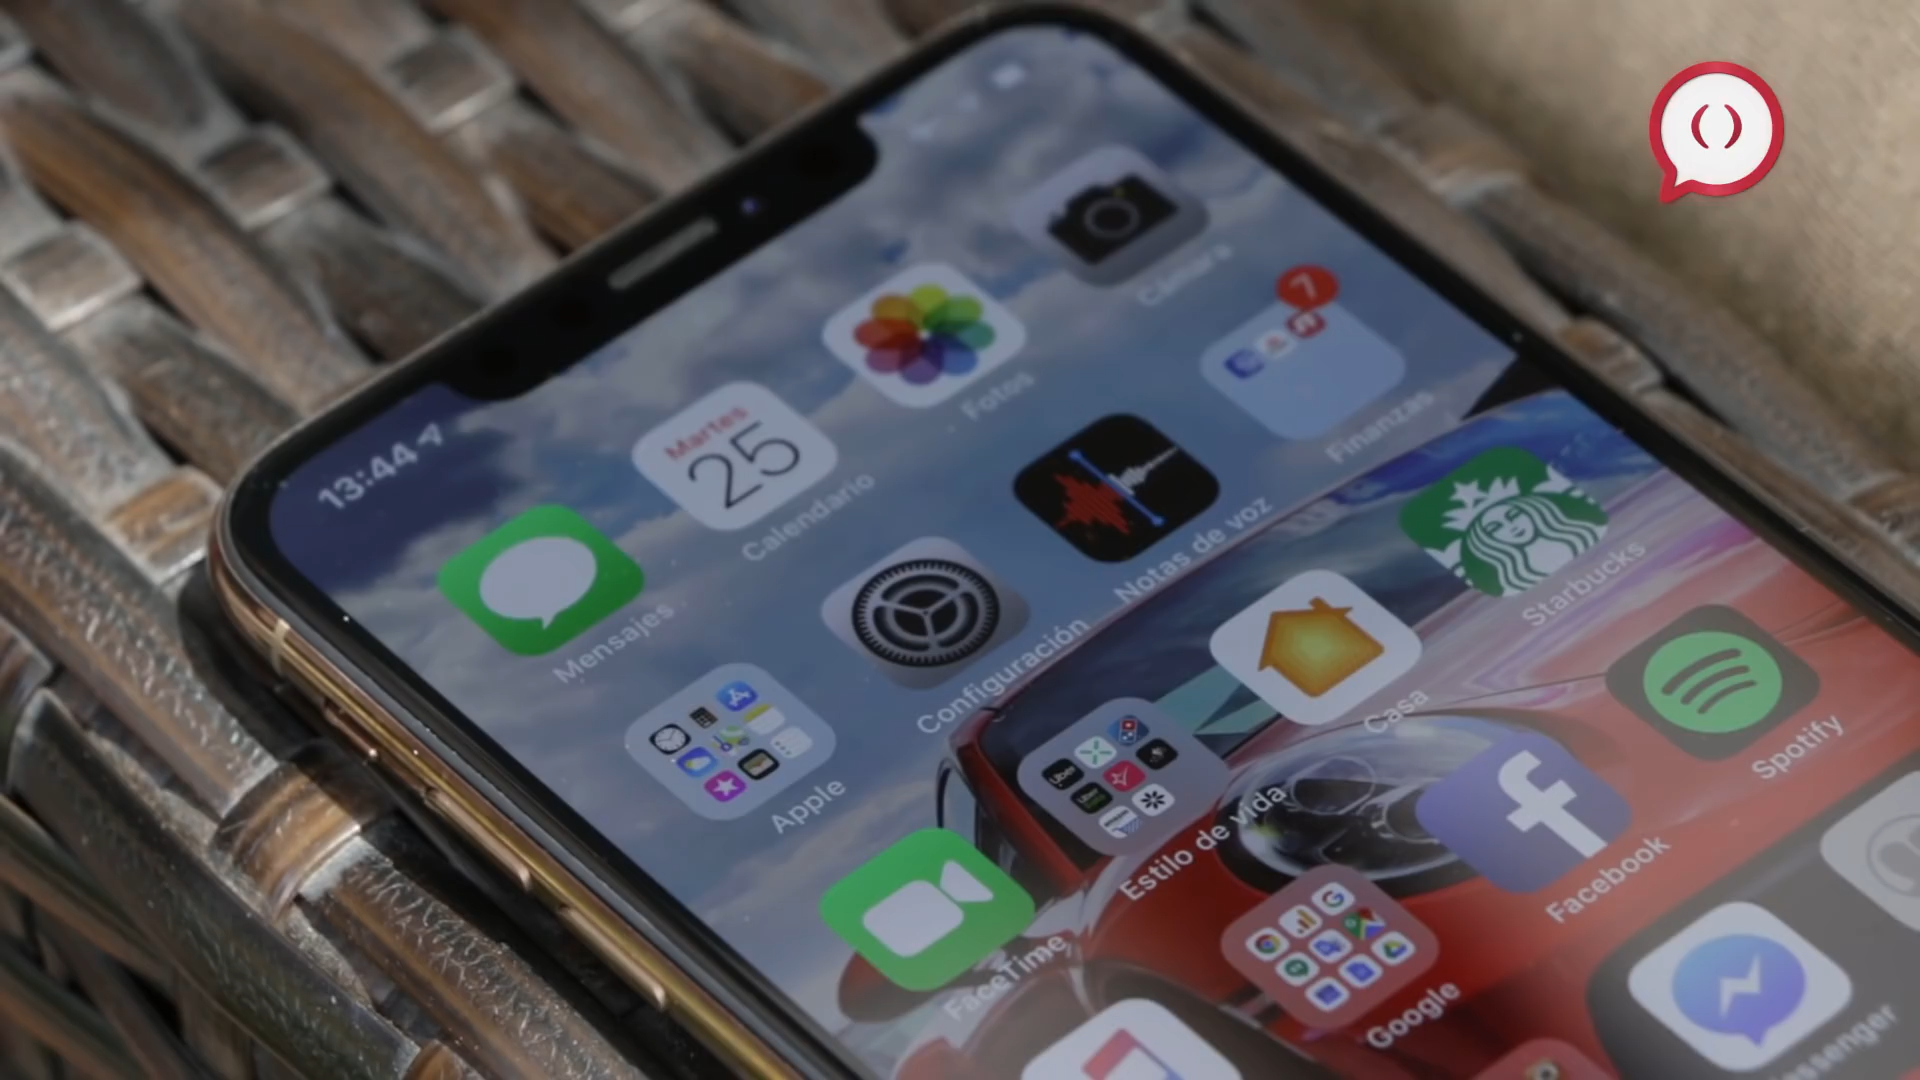 13:44
Mensajes
Martes
25
Calendario
Fotos
Cámara
Apple
Configuración
Notas de voz
7
Finanzas
FaceTime
Uber
Estilo de vida
Casa
Starbucks
Google
Facebook
Spotify